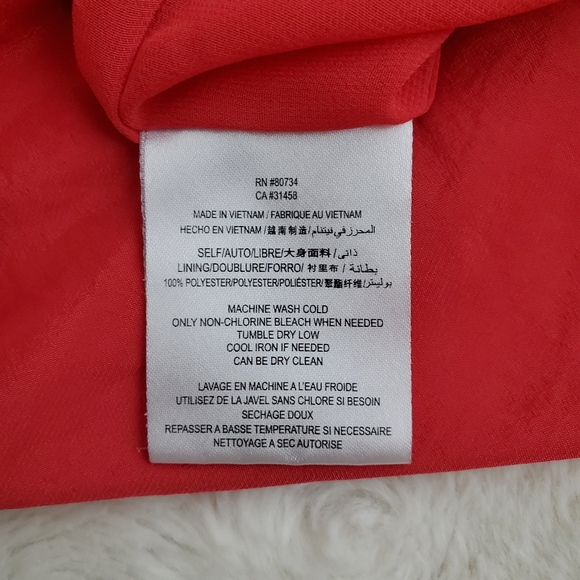 RN #80734
CA #31458
MADE IN VIETNAM / FABRIQUE AU VIETNAM
HECHO EN VIETNAM /越南制造/المحرز في فيتنام
SELF/AUTO/LIBRE/大身面料/ ذاتى
LINING/DOUBLURE/FORRO/ 衬里布 / بطانة
100% POLYESTER/POLYESTER/POLIÉSTER/聚酯纤维/بوليستر
MACHINE WASH COLD
ONLY NON-CHLORINE BLEACH WHEN NEEDED
TUMBLE DRY LOW
COOL IRON IF NEEDED
CAN BE DRY CLEAN
LAVAGE EN MACHINE A L'EAU FROIDE
UTILISEZ DE LA JAVEL SANS CHLORE SI BESOIN
SECHAGE DOUX
REPASSER A BASSE TEMPERATURE SI NECESSAIRE
NETTOYAGE A SEC AUTORISE